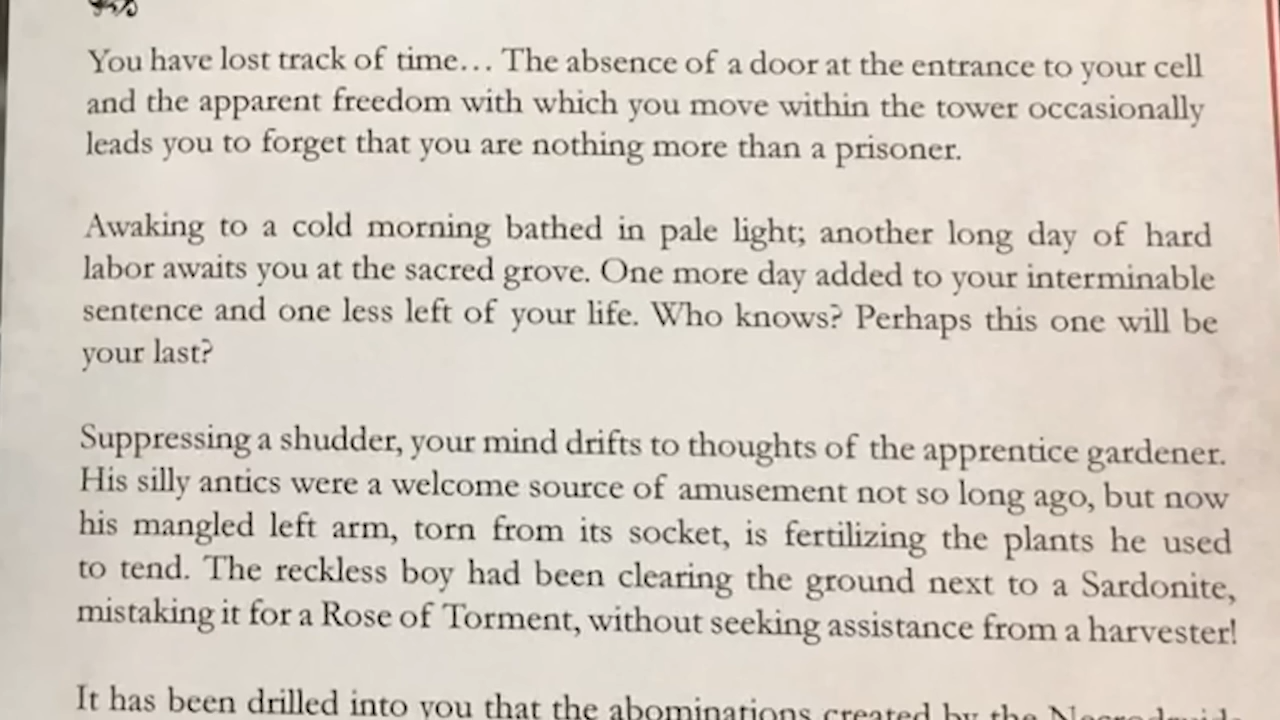 You have lost track of time… The absence of a door at the entrance to your cell
and the apparent freedom with which you move within the tower occasionally
leads you to forget that you are nothing more than a prisoner.
Awaking to a cold morning bathed in pale light; another long day of hard
labor awaits you at the sacred grove. One more day added to your interminable
sentence and one less left of your life. Who knows? Perhaps this one will be
your last?
Suppressing a shudder, your mind drifts to thoughts of the apprentice gardener.
His silly antics were a welcome source of amusement not so long ago, but now
his mangled left arm, torn from its socket, is fertilizing the plants he used
to tend. The reckless boy had been clearing the ground next to a Sardonite,
mistaking it for a Rose of Torment, without seeking assistance from a harvester!
It has been drilled into you that the abominations created by the